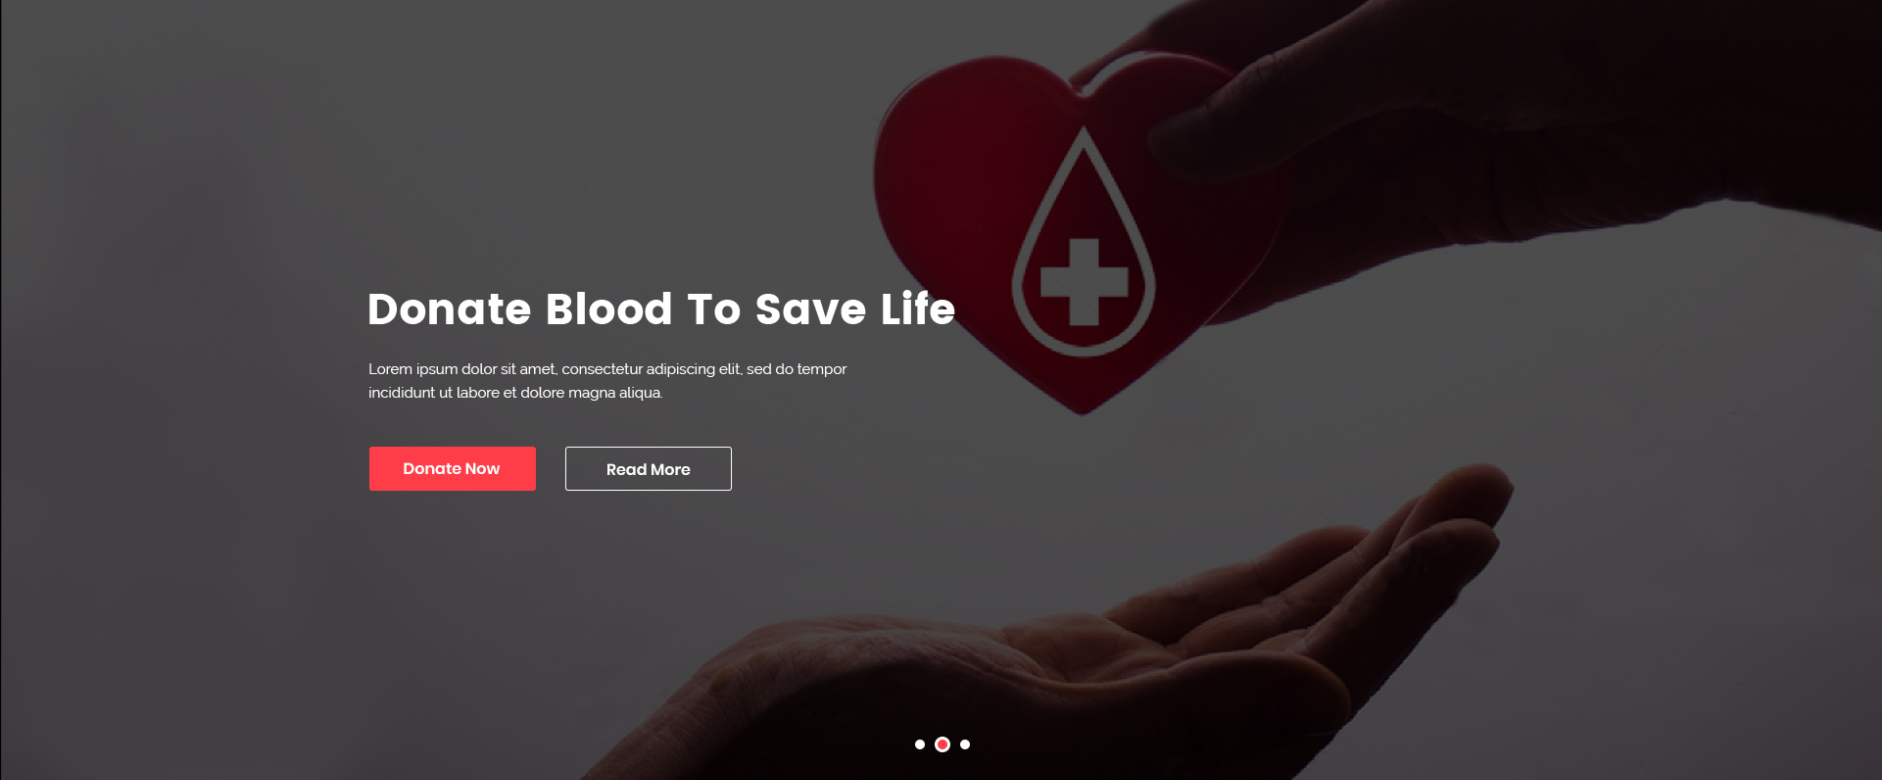 Donate Blood To Save Life
Lorem ipsum dolor sit amet, consectetur adipiscing elit, sed do tempor
incididunt ut labore et dolore magna aliqua.
Donate Now
Read More